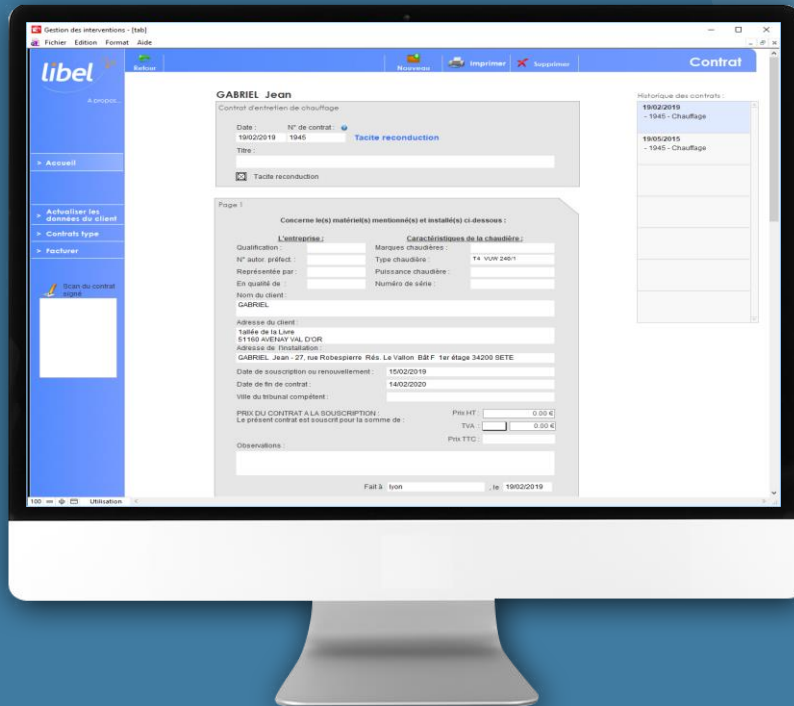 Gestion des interventions - [tab]
Fichier Edition Format Aide
libel
A propos...
Retour
Nouveau
Imprimer
Supprimer
Contrat
> Accueil
> Actualiser les
données du client
> Contrats type
> Facturer
Scan du contrat
signé
GABRIEL Jean
Contrat d'entretien de chauffage
Date : N° de contrat :
19/02/2019 1945 Tacite reconduction
Titre :
Tacite reconduction
Historique des contrats :
19/02/2019
- 1945 - Chauffage
19/05/2015
- 1945 - Chauffage
Page 1
Concerne le(s) matériel(s) mentionné(s) et installé(s) ci-dessous :
L'entreprise : Caractéristiques de la chaudière :
Qualification : Marques chaudières :
N° autor. préfect. : Type chaudière : T4 VUW 246/1
Représentée par : Puissance chaudière :
En qualité de : Numéro de série :
Nom du client :
GABRIEL
Adresse du client :
1allée de la Livre
51160 AVENAY VAL D'OR
Adresse de l'installation :
GABRIEL Jean - 27, rue Robespierre Rés. Le Vallon Bât F 1er étage 34200 SETE
Date de souscription ou renouvellement : 15/02/2019
Date de fin de contrat : 14/02/2020
Ville du tribunal compétent :
PRIX DU CONTRAT A LA SOUSCRIPTION : Prix HT : 0.00 €
Le présent contrat est souscrit pour la somme de : TVA : 0.00 €
Prix TTC :
Observations :
Fait à lyon , le 19/02/2019
100 Utilisation